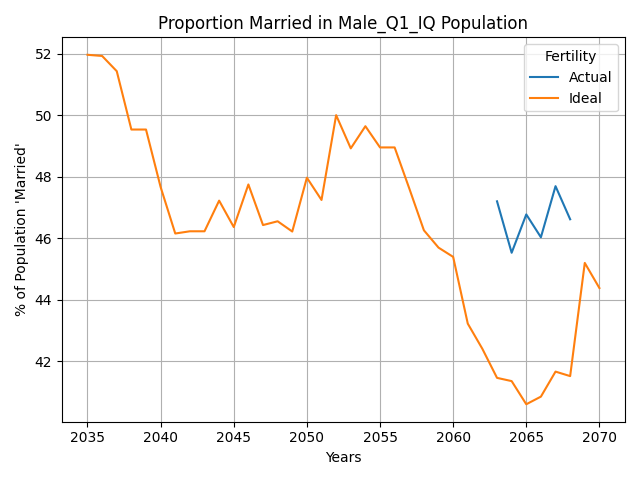 Proportion Married in Male_Q1_IQ Population
Fertility
Actual
Ideal
% of Population 'Married'
52
50
48
46
44
42
2035
2040
2045
2050
2055
2060
2065
2070
Years